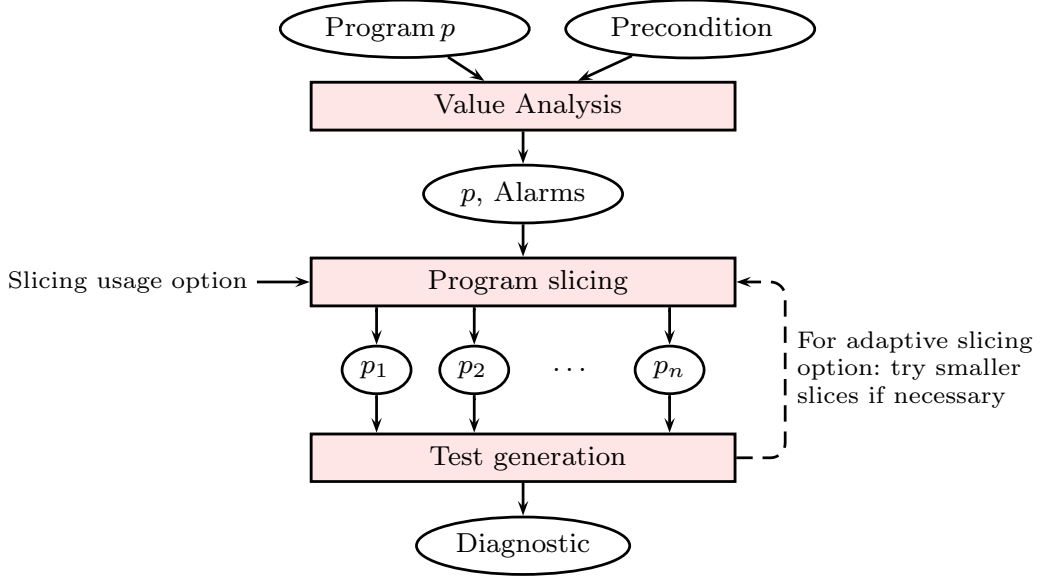 Program p
Precondition
Value Analysis
p, Alarms
Slicing usage option
Program slicing
p₁
p₂
...
pₙ
For adaptive slicing
option: try smaller
slices if necessary
Test generation
Diagnostic